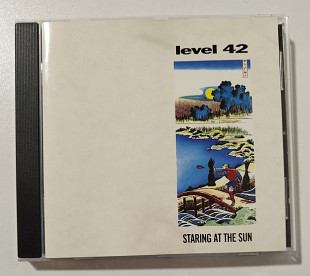 level 42
STARING AT THE SUN